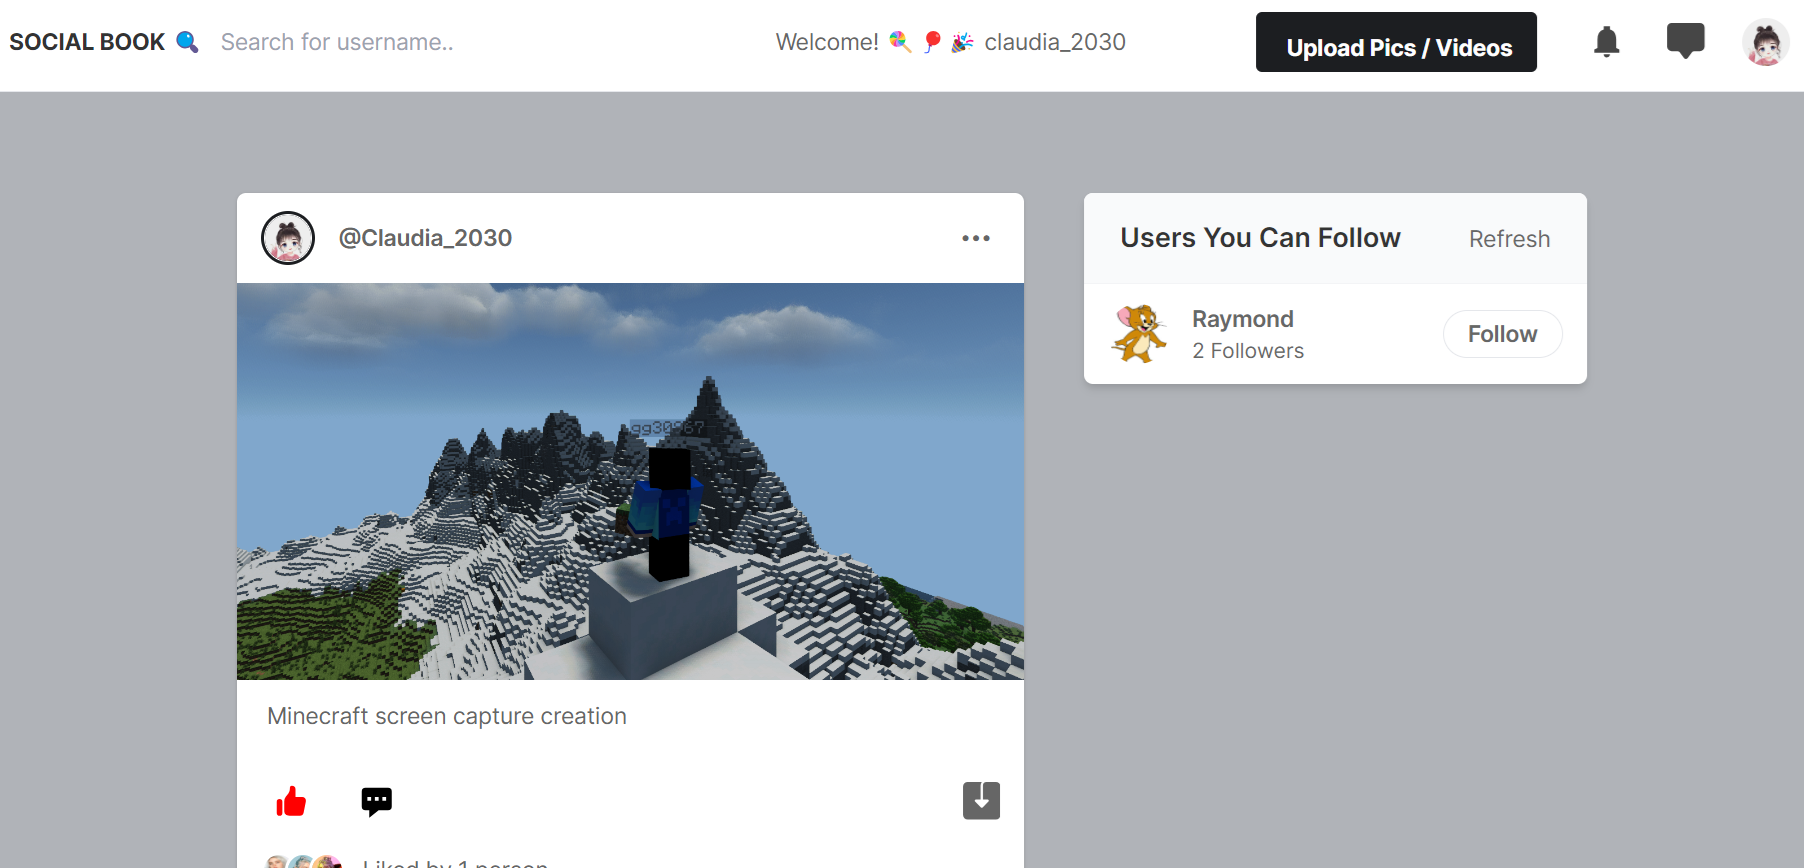 SOCIAL BOOK
Search for username..
Welcome! 🍭 🎈 🎉 claudia_2030
Upload Pics / Videos
@Claudia_2030
Users You Can Follow
Refresh
Raymond
2 Followers
Follow
Minecraft screen capture creation
Liked by 1 person